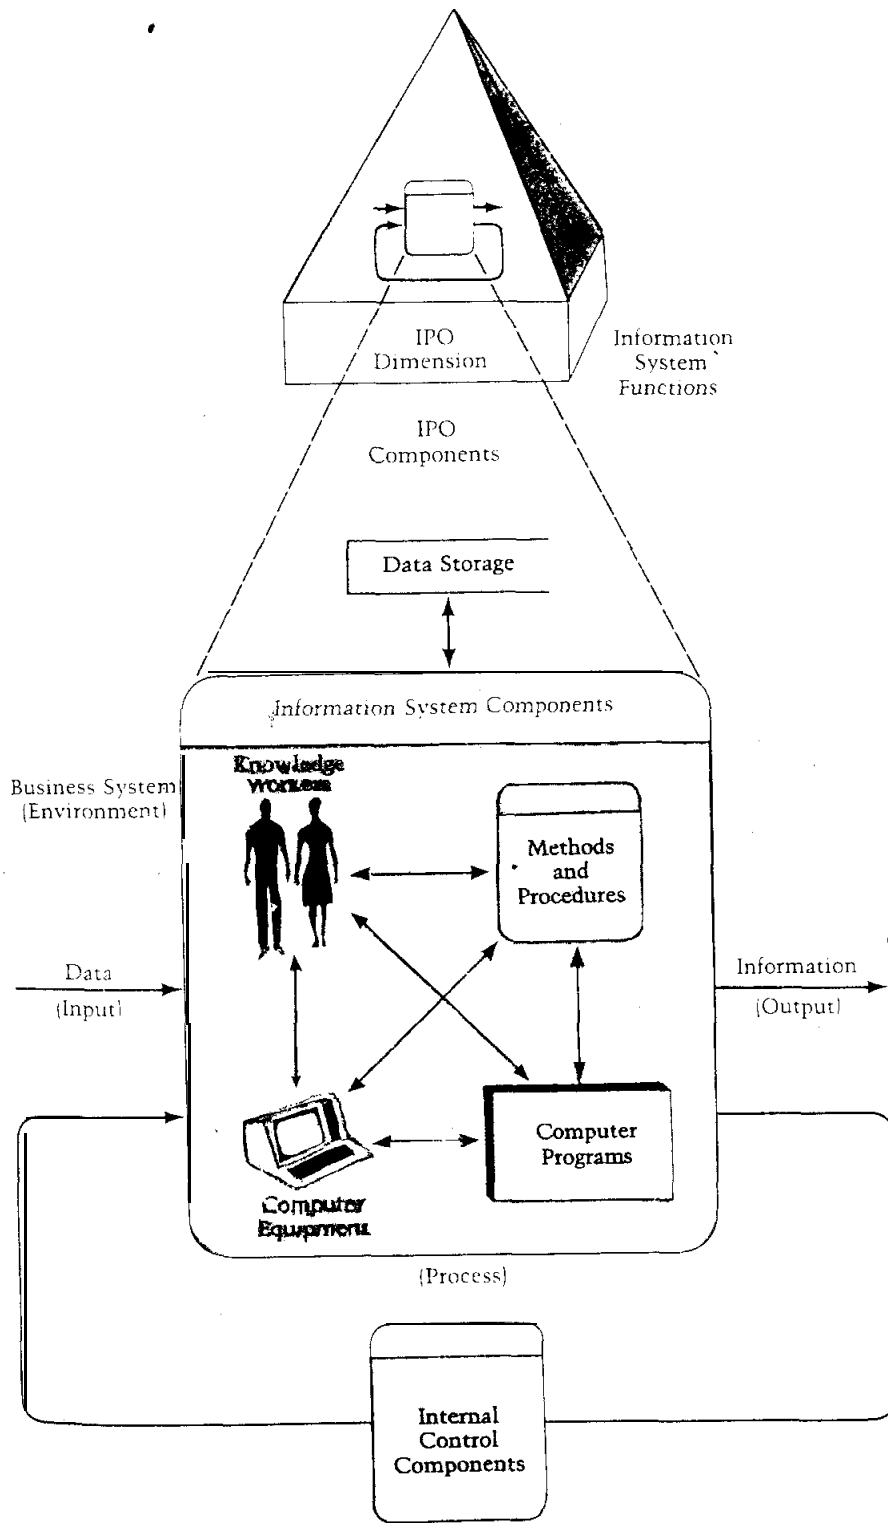 IPO
Dimension
Information
System
Functions
IPO
Components
Data Storage
Information System Components
Business System
(Environment)
Knowledge
Workers
Methods
and
Procedures
Data
(Input)
Information
(Output)
Computer
Equipment
Computer
Programs
(Process)
Internal
Control
Components